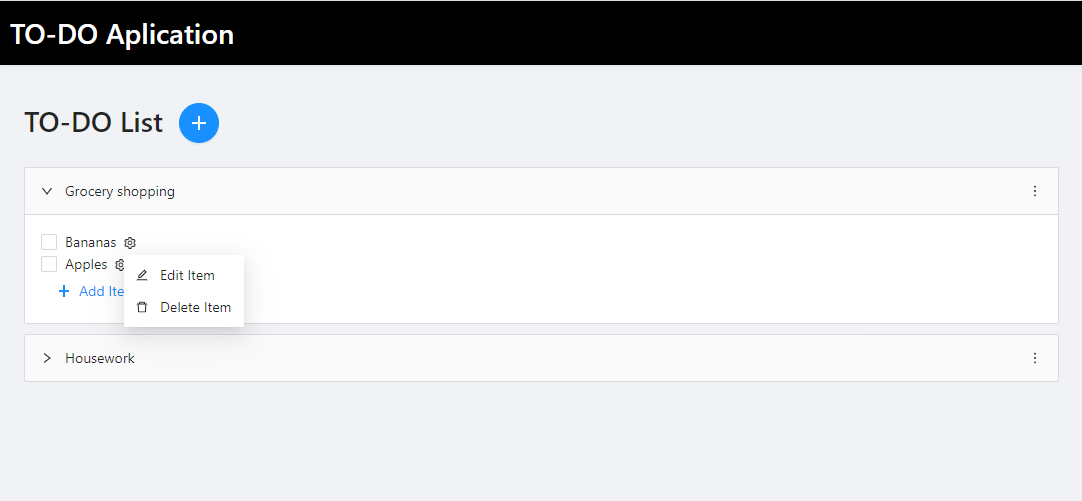 TO-DO Aplication
TO-DO List
Grocery shopping
Bananas
Apples
Edit Item
Add Ite
Delete Item
Housework